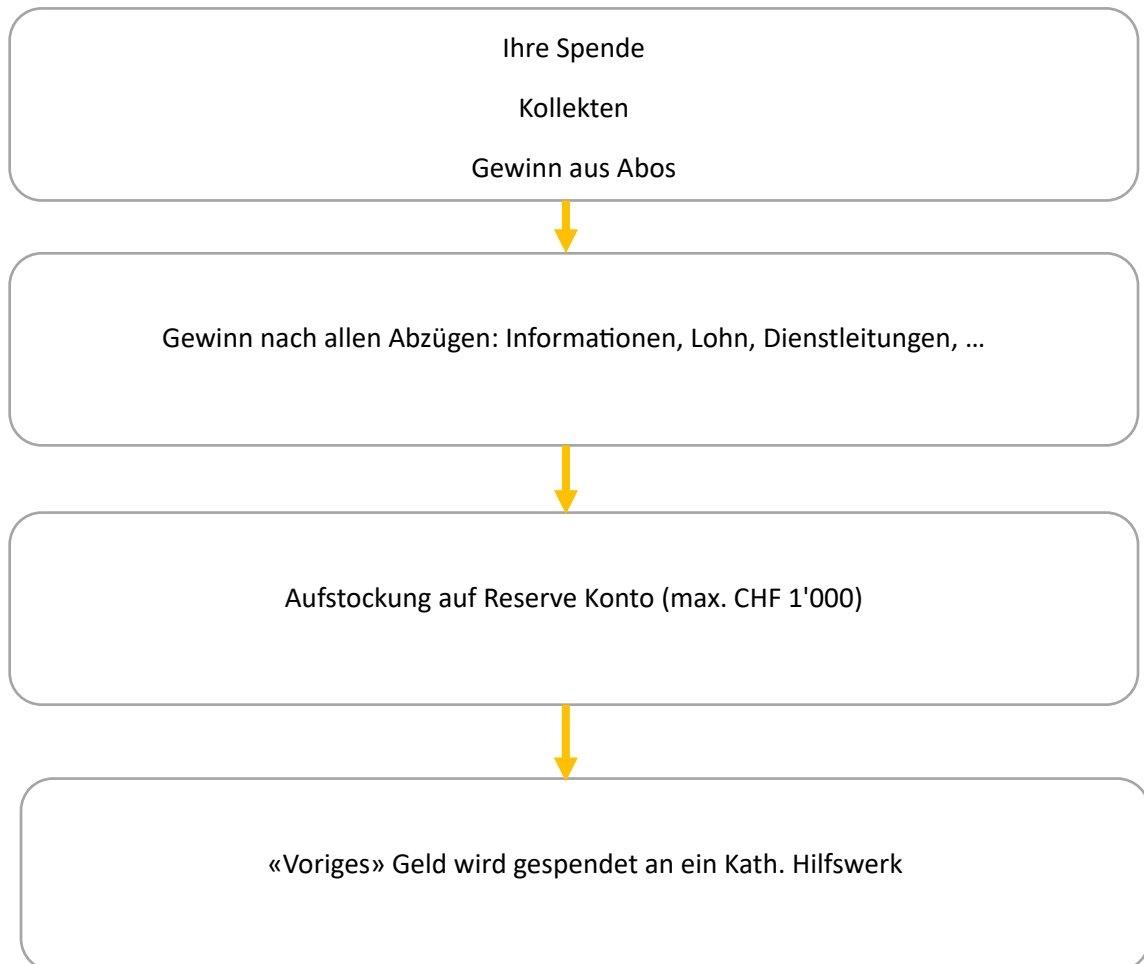 Ihre Spende
Kollekten
Gewinn aus Abos
Gewinn nach allen Abzügen: Informationen, Lohn, Dienstleitungen, …
Aufstockung auf Reserve Konto (max. CHF 1'000)
«Voriges» Geld wird gespendet an ein Kath. Hilfswerk